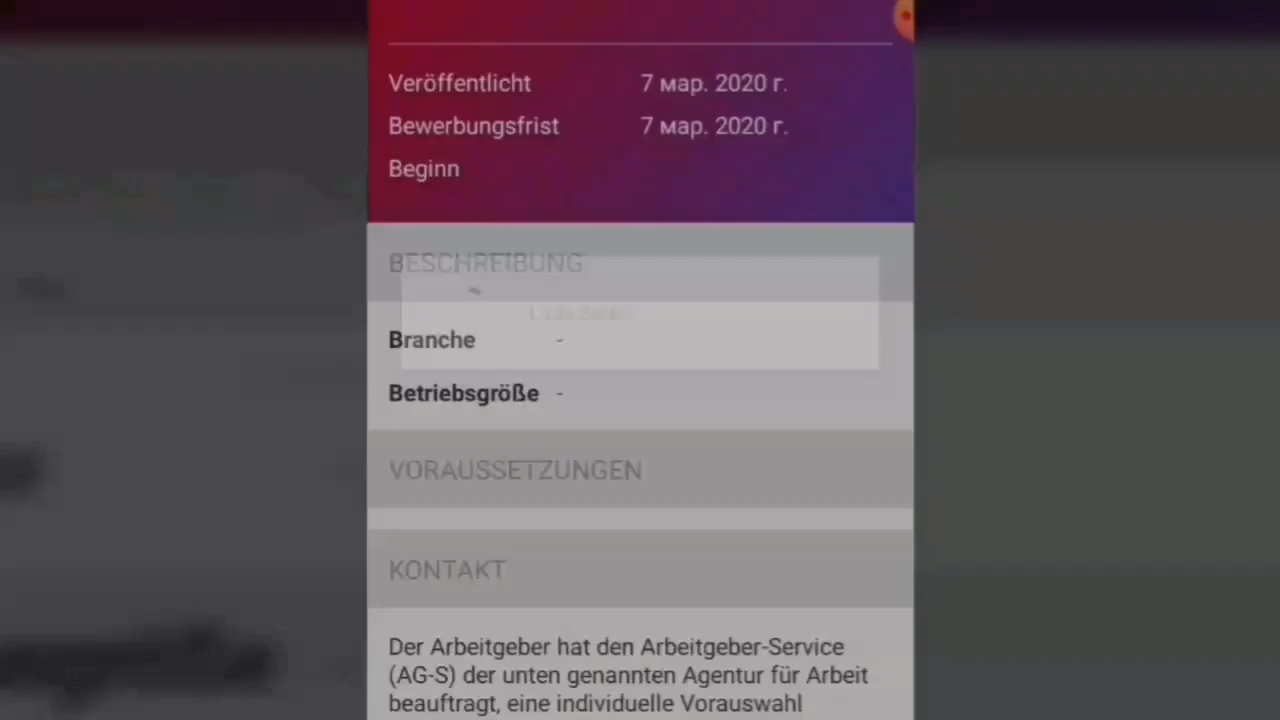 Veröffentlicht 7 мар. 2020 г.
Bewerbungsfrist 7 мар. 2020 г.
Beginn
BESCHREIBUNG
Branche -
Betriebsgröße -
VORAUSSETZUNGEN
KONTAKT
Der Arbeitgeber hat den Arbeitgeber-Service
(AG-S) der unten genannten Agentur für Arbeit
beauftragt, eine individuelle Vorauswahl